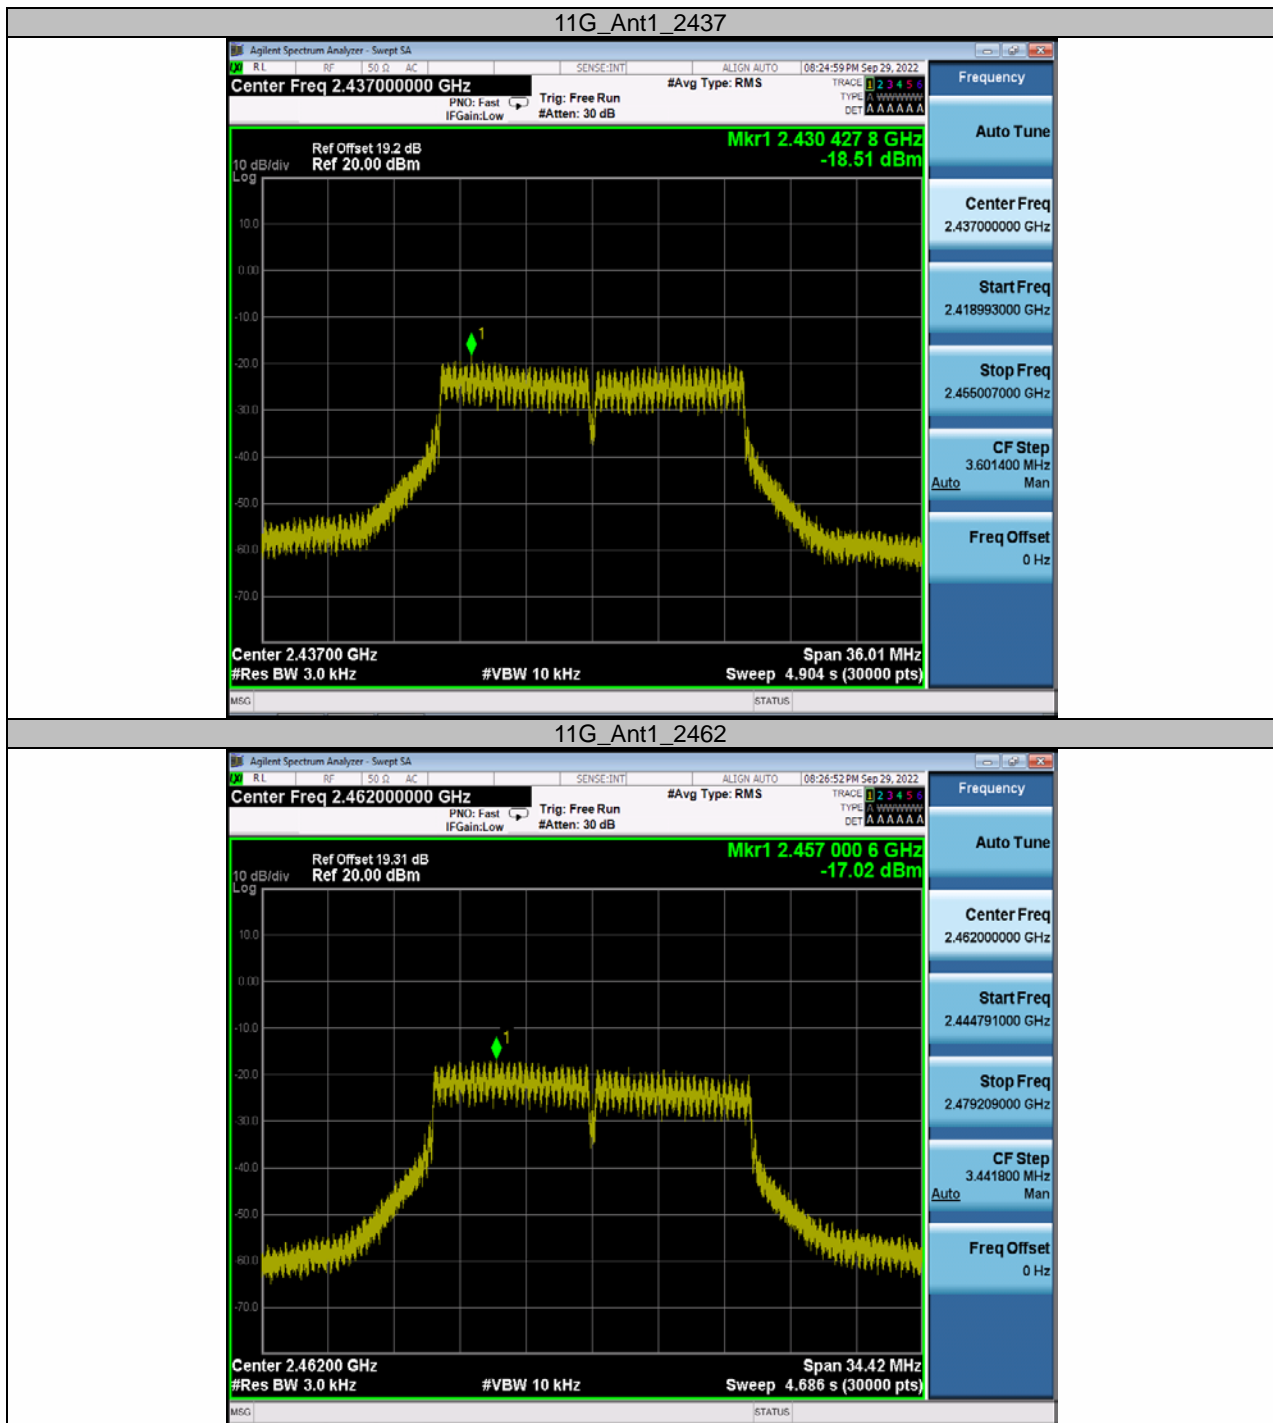 11G_Ant1_2437
Agilent Spectrum Analyzer - Swept SA
RL RF 50 Ω AC SENSE:INT ALIGN AUTO 08:24:59 PM Sep 29, 2022
Center Freq 2.437000000 GHz
PNO: Fast
IFGain:Low
Trig: Free Run
#Atten: 30 dB
#Avg Type: RMS
TRACE 1 2 3 4 5 6
TYPE A WWWWW
DET A A A A A A
Mkr1 2.430 427 8 GHz
-18.51 dBm
Ref Offset 19.2 dB
10 dB/div Ref 20.00 dBm
Log
10.0
0.00
-10.0
-20.0
-30.0
-40.0
-50.0
-60.0
-70.0
1
Center 2.43700 GHz Span 36.01 MHz
#Res BW 3.0 kHz #VBW 10 kHz Sweep 4.904 s (30000 pts)
MSG STATUS
Frequency
Auto Tune
Center Freq
2.437000000 GHz
Start Freq
2.418993000 GHz
Stop Freq
2.455007000 GHz
CF Step
3.601400 MHz
Auto Man
Freq Offset
0 Hz
11G_Ant1_2462
Agilent Spectrum Analyzer - Swept SA
RL RF 50 Ω AC SENSE:INT ALIGN AUTO 08:26:52 PM Sep 29, 2022
Center Freq 2.462000000 GHz
PNO: Fast
IFGain:Low
Trig: Free Run
#Atten: 30 dB
#Avg Type: RMS
TRACE 1 2 3 4 5 6
TYPE A WWWWW
DET A A A A A A
Mkr1 2.457 000 6 GHz
-17.02 dBm
Ref Offset 19.31 dB
10 dB/div Ref 20.00 dBm
Log
10.0
0.00
-10.0
-20.0
-30.0
-40.0
-50.0
-60.0
-70.0
1
Center 2.46200 GHz Span 34.42 MHz
#Res BW 3.0 kHz #VBW 10 kHz Sweep 4.686 s (30000 pts)
MSG STATUS
Frequency
Auto Tune
Center Freq
2.462000000 GHz
Start Freq
2.444791000 GHz
Stop Freq
2.479209000 GHz
CF Step
3.441800 MHz
Auto Man
Freq Offset
0 Hz